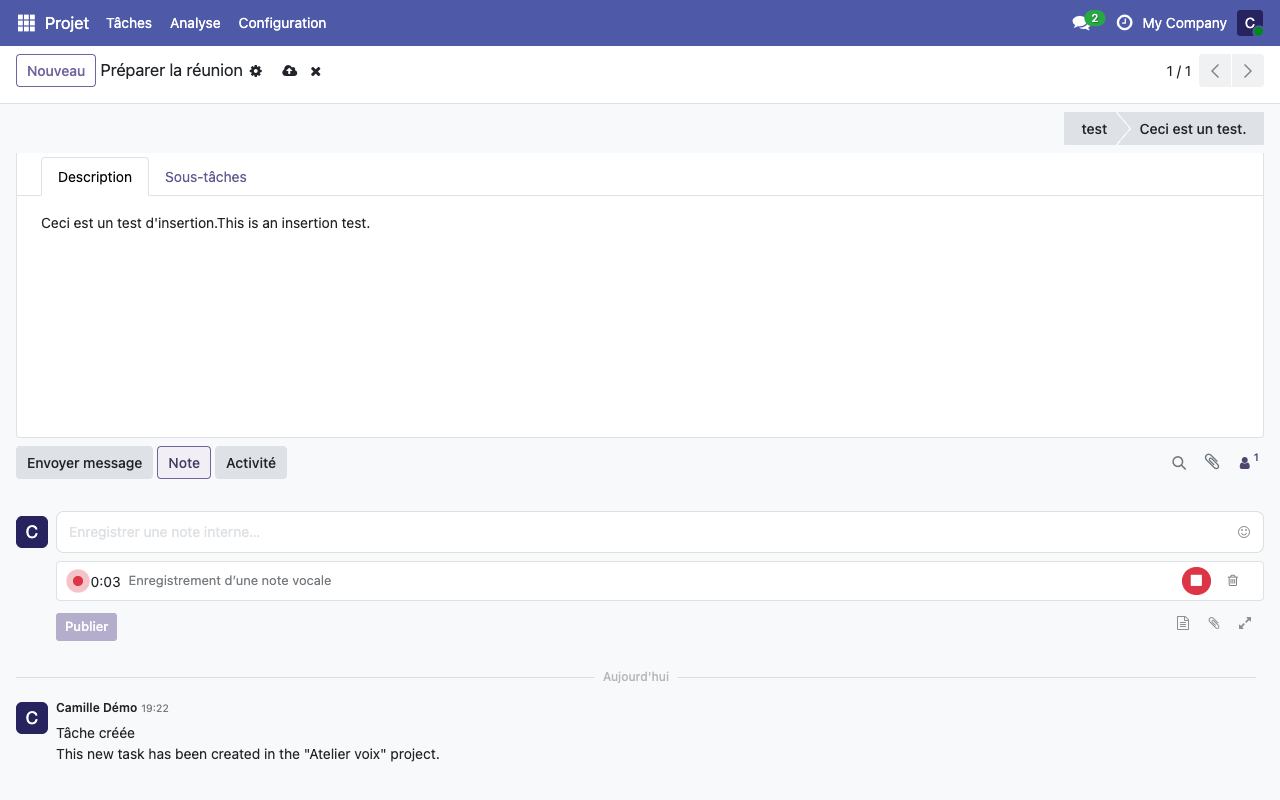 Projet Tâches Analyse Configuration 2 My Company C
Nouveau Préparer la réunion 1 / 1
test Ceci est un test.
Description Sous-tâches
Ceci est un test d'insertion.This is an insertion test.
Envoyer message Note Activité 1
C Enregistrer une note interne...
0:03 Enregistrement d’une note vocale
Publier
Aujourd'hui
C Camille Démo 19:22
Tâche créée
This new task has been created in the "Atelier voix" project.